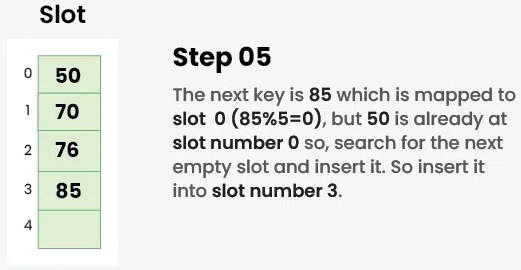 Slot
0 50
1 70
2 76
3 85
4
Step 05
The next key is 85 which is mapped to
slot 0 (85%5=0), but 50 is already at
slot number 0 so, search for the next
empty slot and insert it. So insert it
into slot number 3.